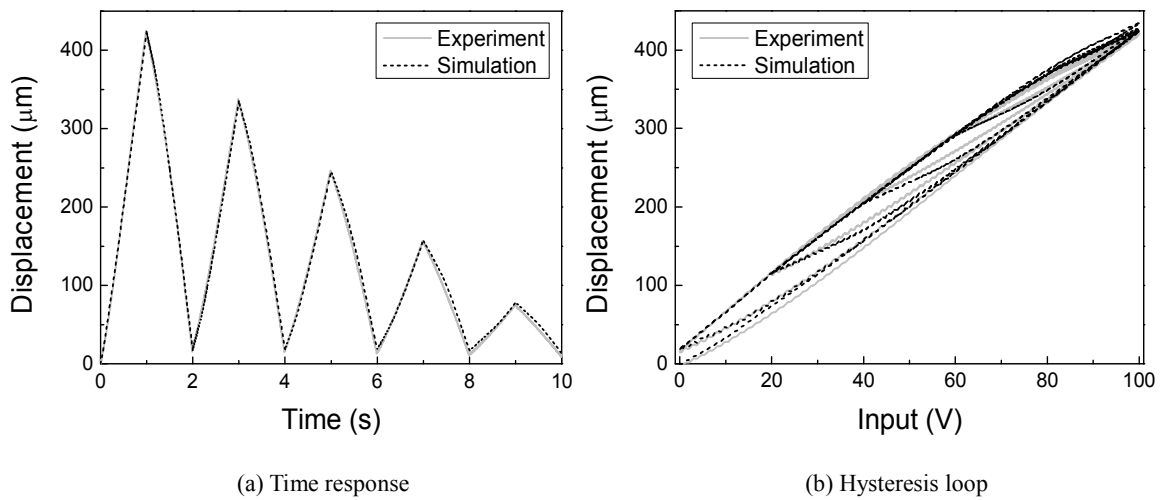 400
300
200
100
0
Displacement (μm)
Experiment
Simulation
0 2 4 6 8 10
Time (s)
(a) Time response
400
300
200
100
0
Displacement (μm)
Experiment
Simulation
0 20 40 60 80 100
Input (V)
(b) Hysteresis loop